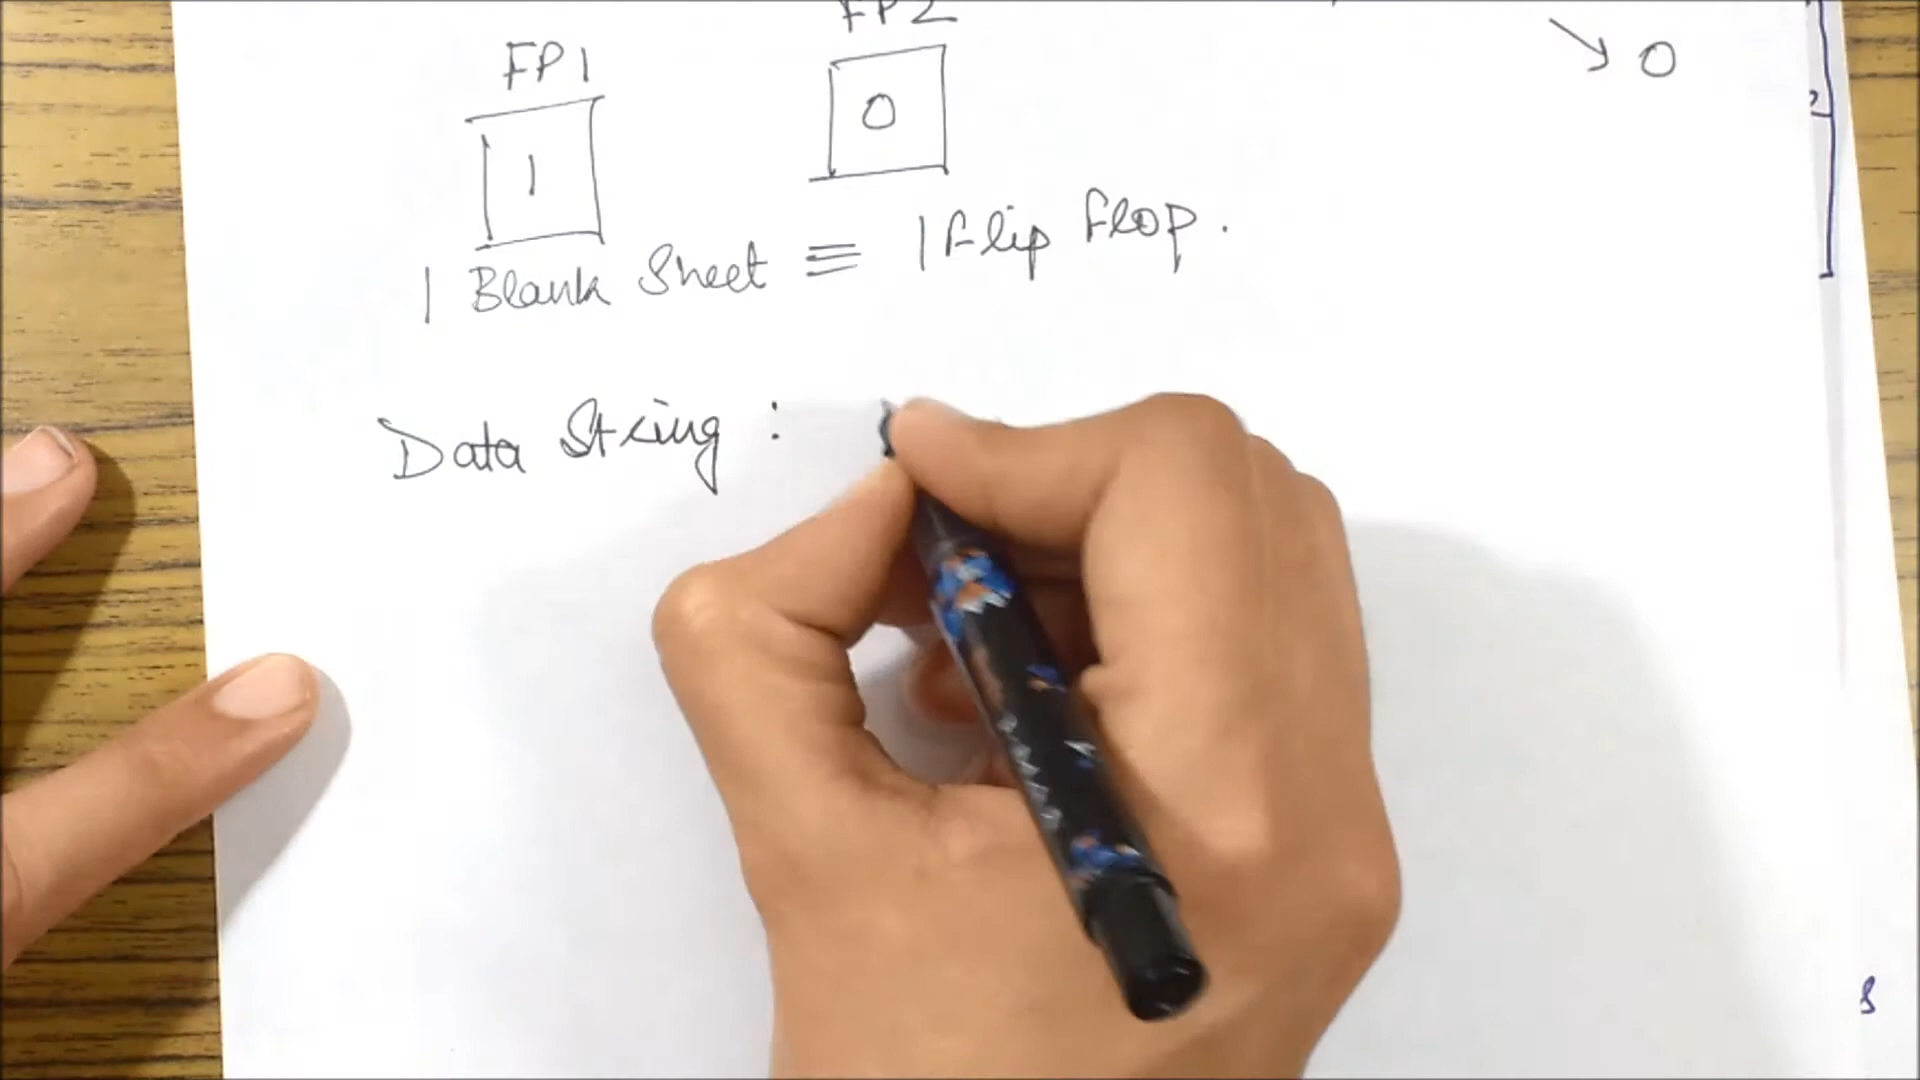 FP2
FP1
0
0
1
1 Blank Sheet ≡ 1 flip flop.
Data String :